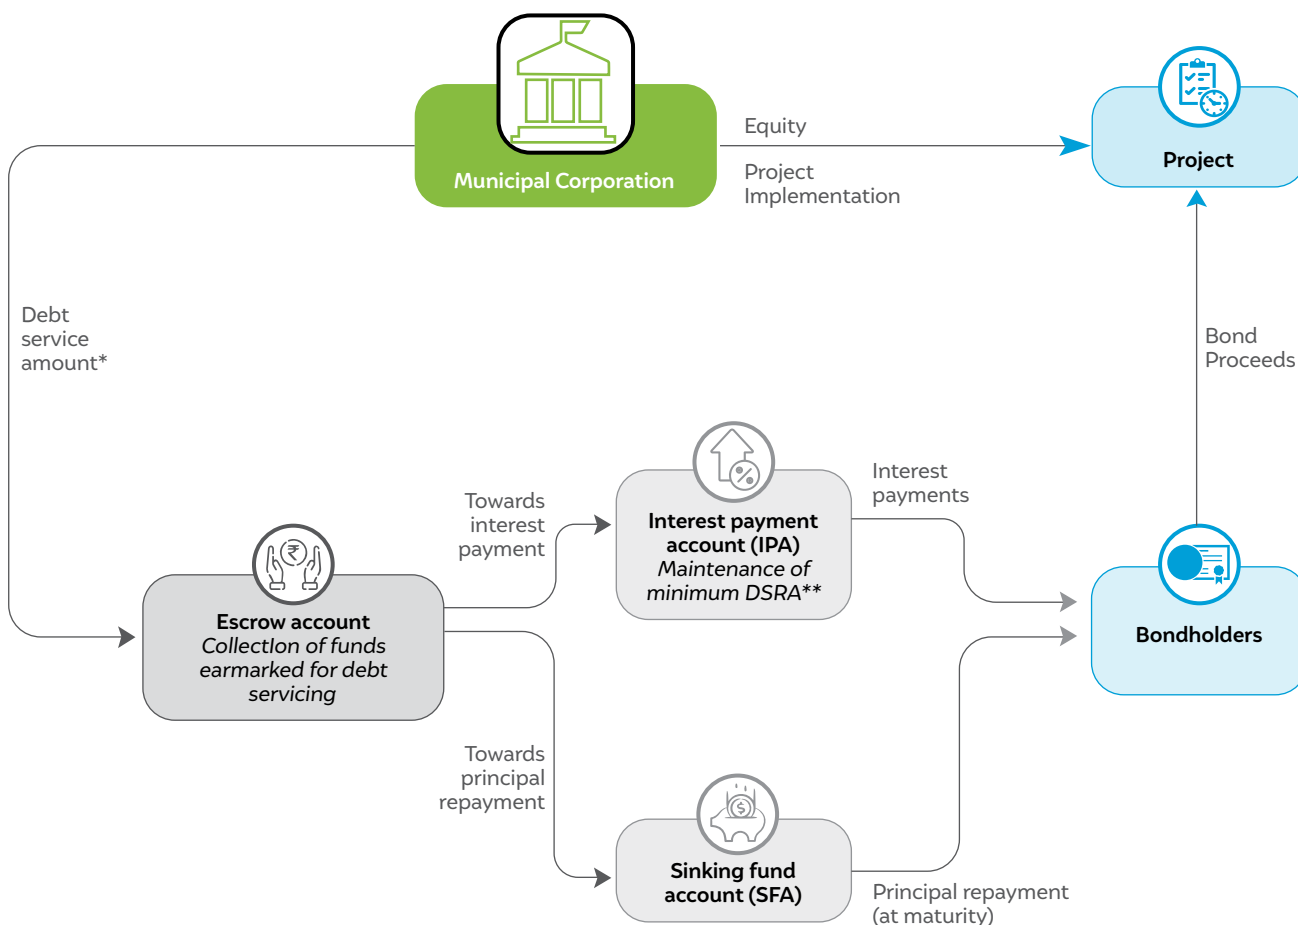 Municipal Corporation
Equity
Project
Implementation
Project
Debt
service
amount*
Bond
Proceeds
Towards
interest
payment
Interest payment
account (IPA)
Maintenance of
minimum DSRA**
Interest
payments
₹
%
Escrow account
CollectIon of funds
earmarked for debt
servicing
Bondholders
Towards
principal
repayment
$
Sinking fund
account (SFA)
Principal repayment
(at maturity)